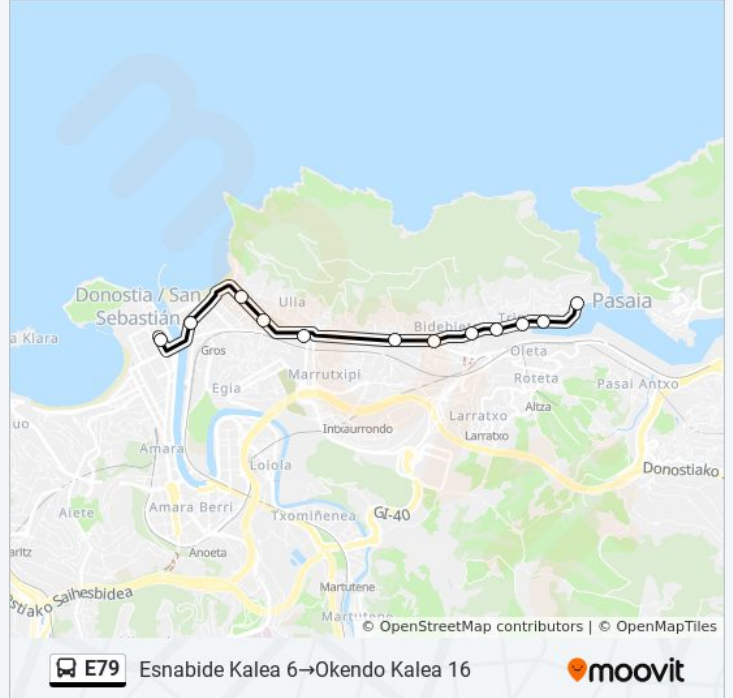 Donostia / San
Sebastián
Ulia
Pasaia
a Klara
Gros
Bidebi
Tri
Oleta
Marrutxipi
Roteta
Pasai Antxo
Egia
Altza
Larratxo
uo
Intxaurrondo
Larratxo
Amara
Loiola
Donostiako
Aiete
Amara Berri
Txomiñenea
GI-40
aritz
Anoeta
Martutene
stiako Saihesbidea
Martutene
© OpenStreetMap contributors | © OpenMapTiles
E79 Esnabide Kalea 6→Okendo Kalea 16
moovit